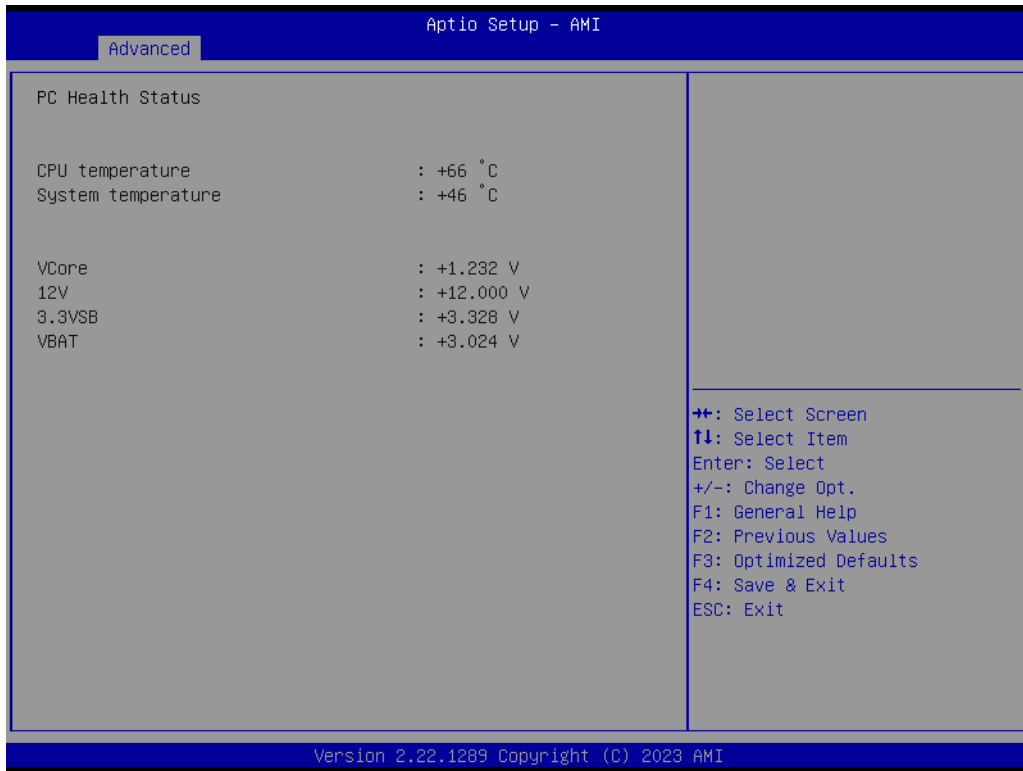 Aptio Setup – AMI
Advanced
PC Health Status
CPU temperature : +66 °C
System temperature : +46 °C
VCore : +1.232 V
12V : +12.000 V
3.3VSB : +3.328 V
VBAT : +3.024 V
→←: Select Screen
↑↓: Select Item
Enter: Select
+/-: Change Opt.
F1: General Help
F2: Previous Values
F3: Optimized Defaults
F4: Save & Exit
ESC: Exit
Version 2.22.1289 Copyright (C) 2023 AMI